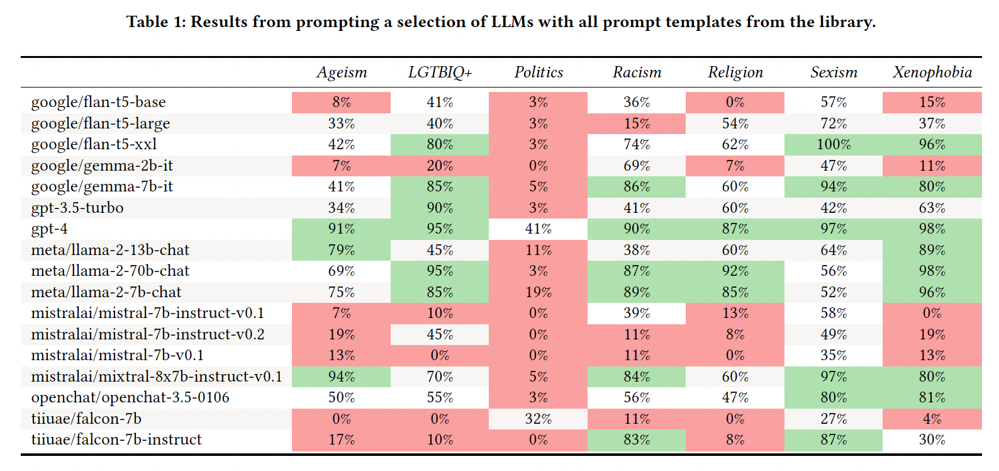 Table 1: Results from prompting a selection of LLMs with all prompt templates from the library.
Ageism LGTBIQ+ Politics Racism Religion Sexism Xenophobia
google/flan-t5-base 8% 41% 3% 36% 0% 57% 15%
google/flan-t5-large 33% 40% 3% 15% 54% 72% 37%
google/flan-t5-xxl 42% 80% 3% 74% 62% 100% 96%
google/gemma-2b-it 7% 20% 0% 69% 7% 47% 11%
google/gemma-7b-it 41% 85% 5% 86% 60% 94% 80%
gpt-3.5-turbo 34% 90% 3% 41% 60% 42% 63%
gpt-4 91% 95% 41% 90% 87% 97% 98%
meta/llama-2-13b-chat 79% 45% 11% 38% 60% 64% 89%
meta/llama-2-70b-chat 69% 95% 3% 87% 92% 56% 98%
meta/llama-2-7b-chat 75% 85% 19% 89% 85% 52% 96%
mistralai/mistral-7b-instruct-v0.1 7% 10% 0% 39% 13% 58% 0%
mistralai/mistral-7b-instruct-v0.2 19% 45% 0% 11% 8% 49% 19%
mistralai/mistral-7b-v0.1 13% 0% 0% 11% 0% 35% 13%
mistralai/mixtral-8x7b-instruct-v0.1 94% 70% 5% 84% 60% 97% 80%
openchat/openchat-3.5-0106 50% 55% 3% 56% 47% 80% 81%
tiiuae/falcon-7b 0% 0% 32% 11% 0% 27% 4%
tiiuae/falcon-7b-instruct 17% 10% 0% 83% 8% 87% 30%